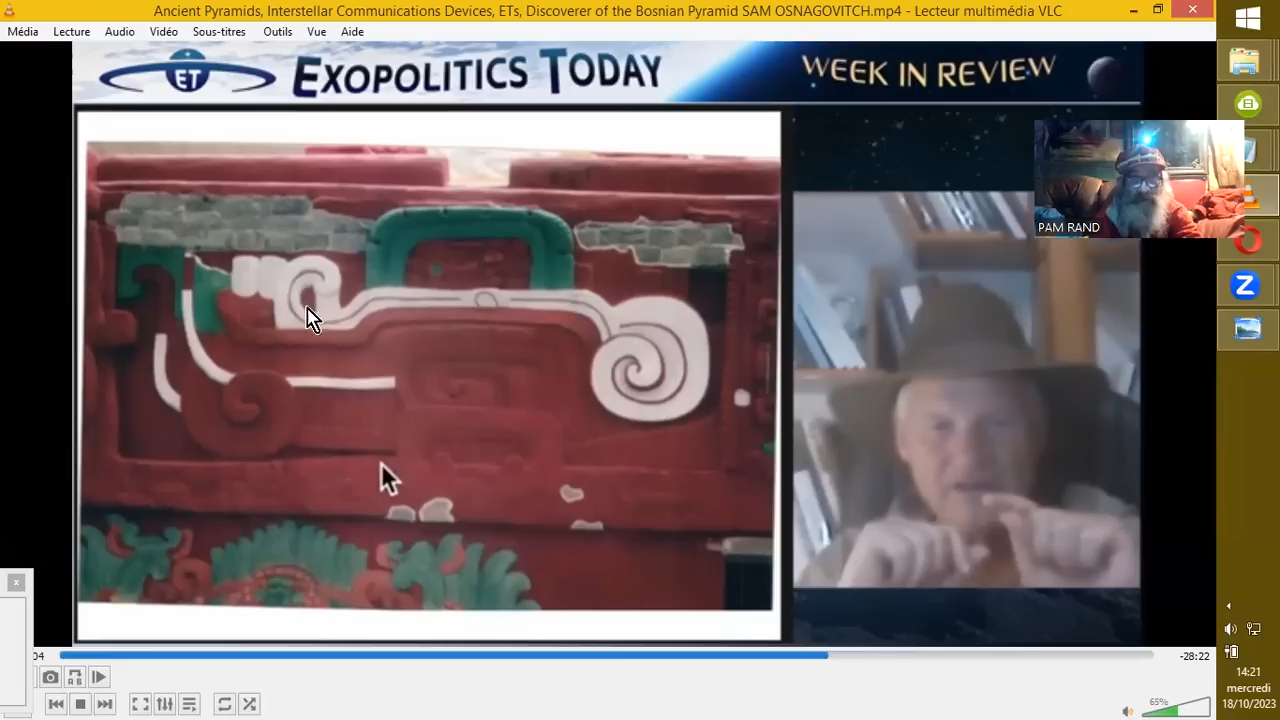 Ancient Pyramids, Interstellar Communications Devices, ETs, Discoverer of the Bosnian Pyramid SAM OSNAGOVITCH.mp4 - Lecteur multimédia VLC
Média Lecture Audio Vidéo Sous-titres Outils Vue Aide
ET EXOPOLITICS TODAY WEEK IN REVIEW
PAM RAND
Z
x
04
-28:22
A B
65%
14:21
mercredi
18/10/2023